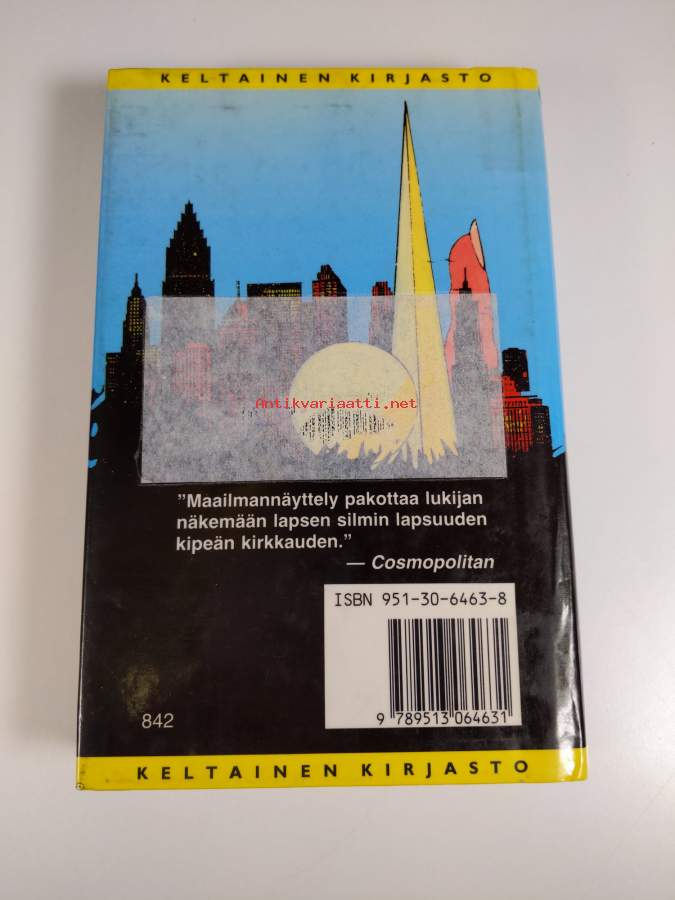 KELTAINEN KIRJASTO
Antikvariaatti.net
"Maailmannäyttely pakottaa lukijan
näkemään lapsen silmin lapsuuden
kipeän kirkkauden."
— Cosmopolitan
ISBN 951-30-6463-8
9 789513 064631
842
KELTAINEN KIRJASTO